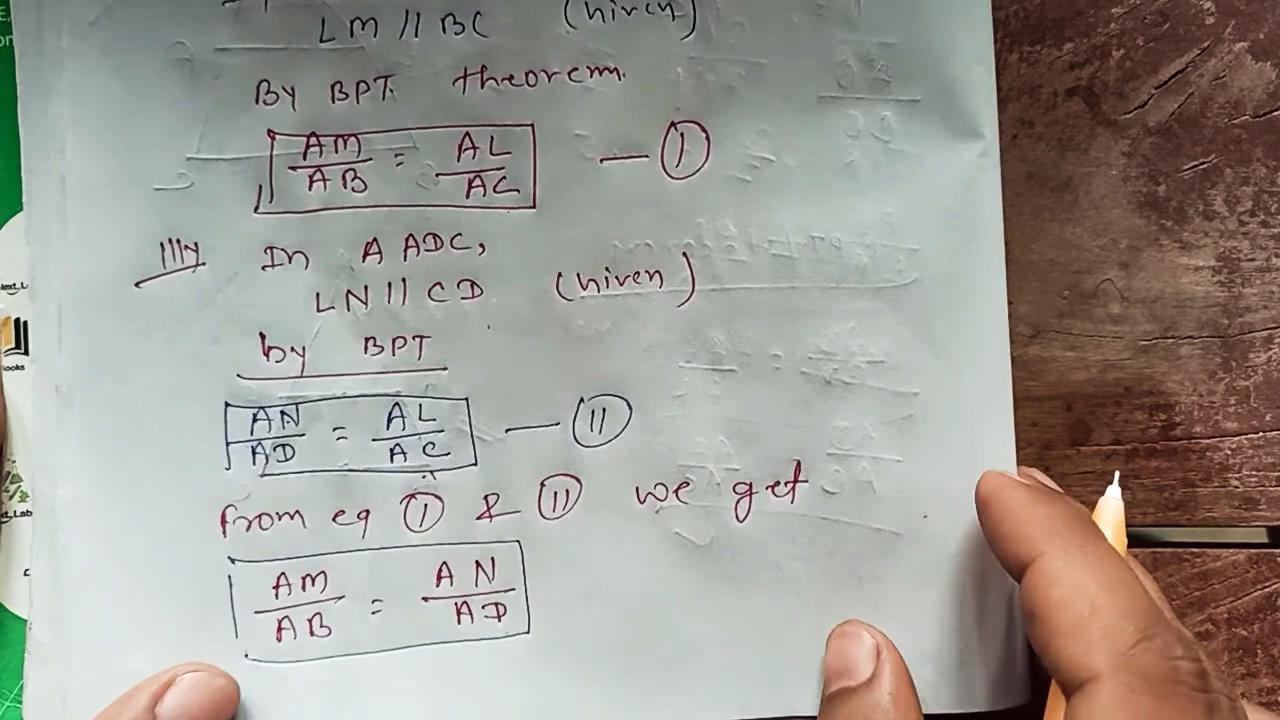 LM // BC (Given)
By BPT. theorem.
AM/AB = AL/AC — (I)
Illly In Δ ADC,
LN // CD (Given)
by BPT
AN/AD = AL/AC — (II)
From eq (I) & (II) we get
AM/AB = AN/AD